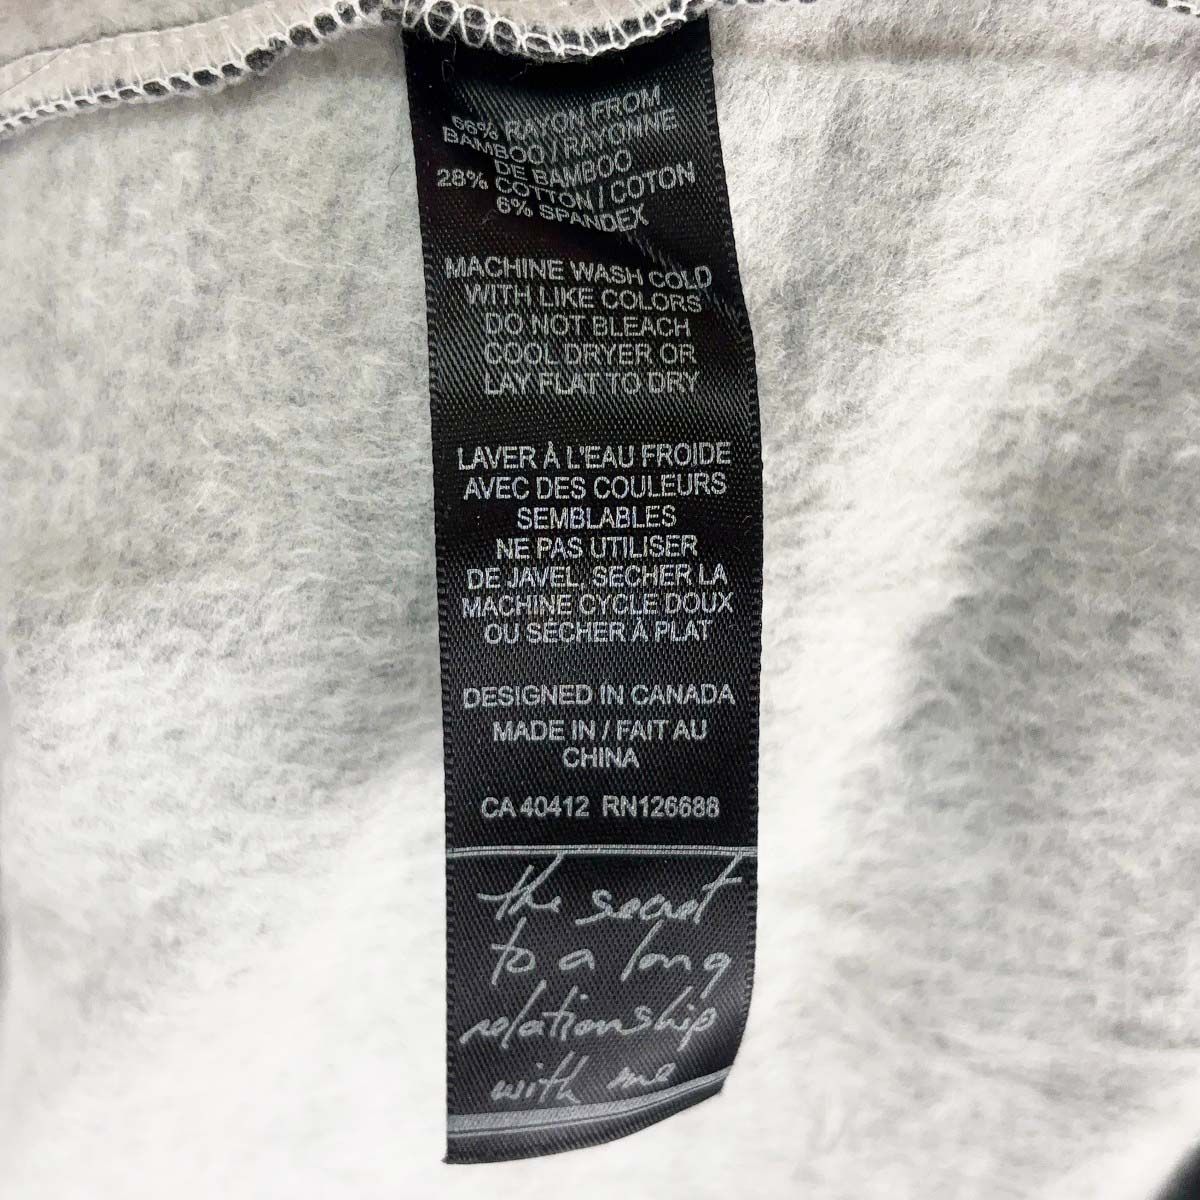 66% RAYON FROM
BAMBOO / RAYONNE
DE BAMBOO
28% COTTON / COTON
6% SPANDEX
MACHINE WASH COLD
WITH LIKE COLORS
DO NOT BLEACH
COOL DRYER OR
LAY FLAT TO DRY
LAVER À L'EAU FROIDE
AVEC DES COULEURS
SEMBLABLES
NE PAS UTILISER
DE JAVEL, SÉCHER LA
MACHINE CYCLE DOUX
OU SÉCHER À PLAT
DESIGNED IN CANADA
MADE IN / FAIT AU
CHINA
CA 40412 RN126688
the secret
to a long
relationship
with me